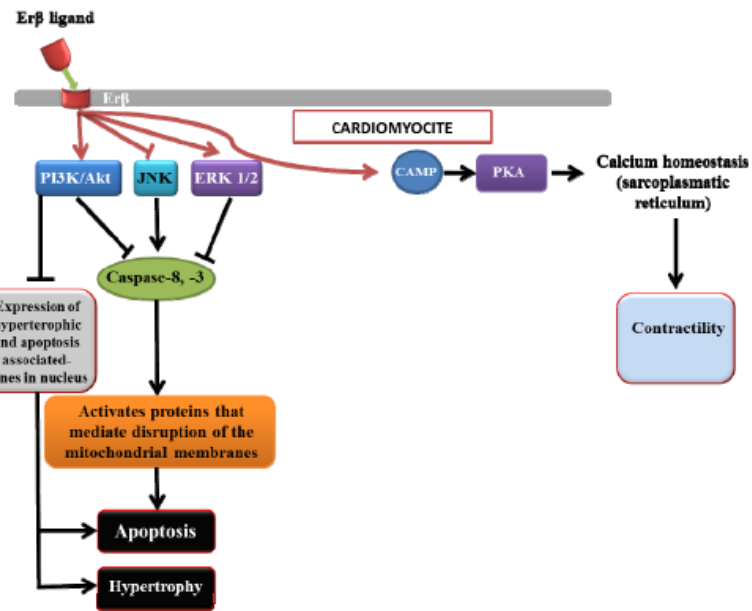 Erβ ligand
Erβ
CARDIOMYOCITE
PI3K/Akt
JNK
ERK 1/2
CAMP
PKA
Calcium homeostasis
(sarcoplasmatic
reticulum)
Caspase-8, -3
Expression of
yperterophic
nd apoptosis
associated-
nes in nucleus
Contractility
Activates proteins that
mediate disruption of the
mitochondrial membranes
Apoptosis
Hypertrophy